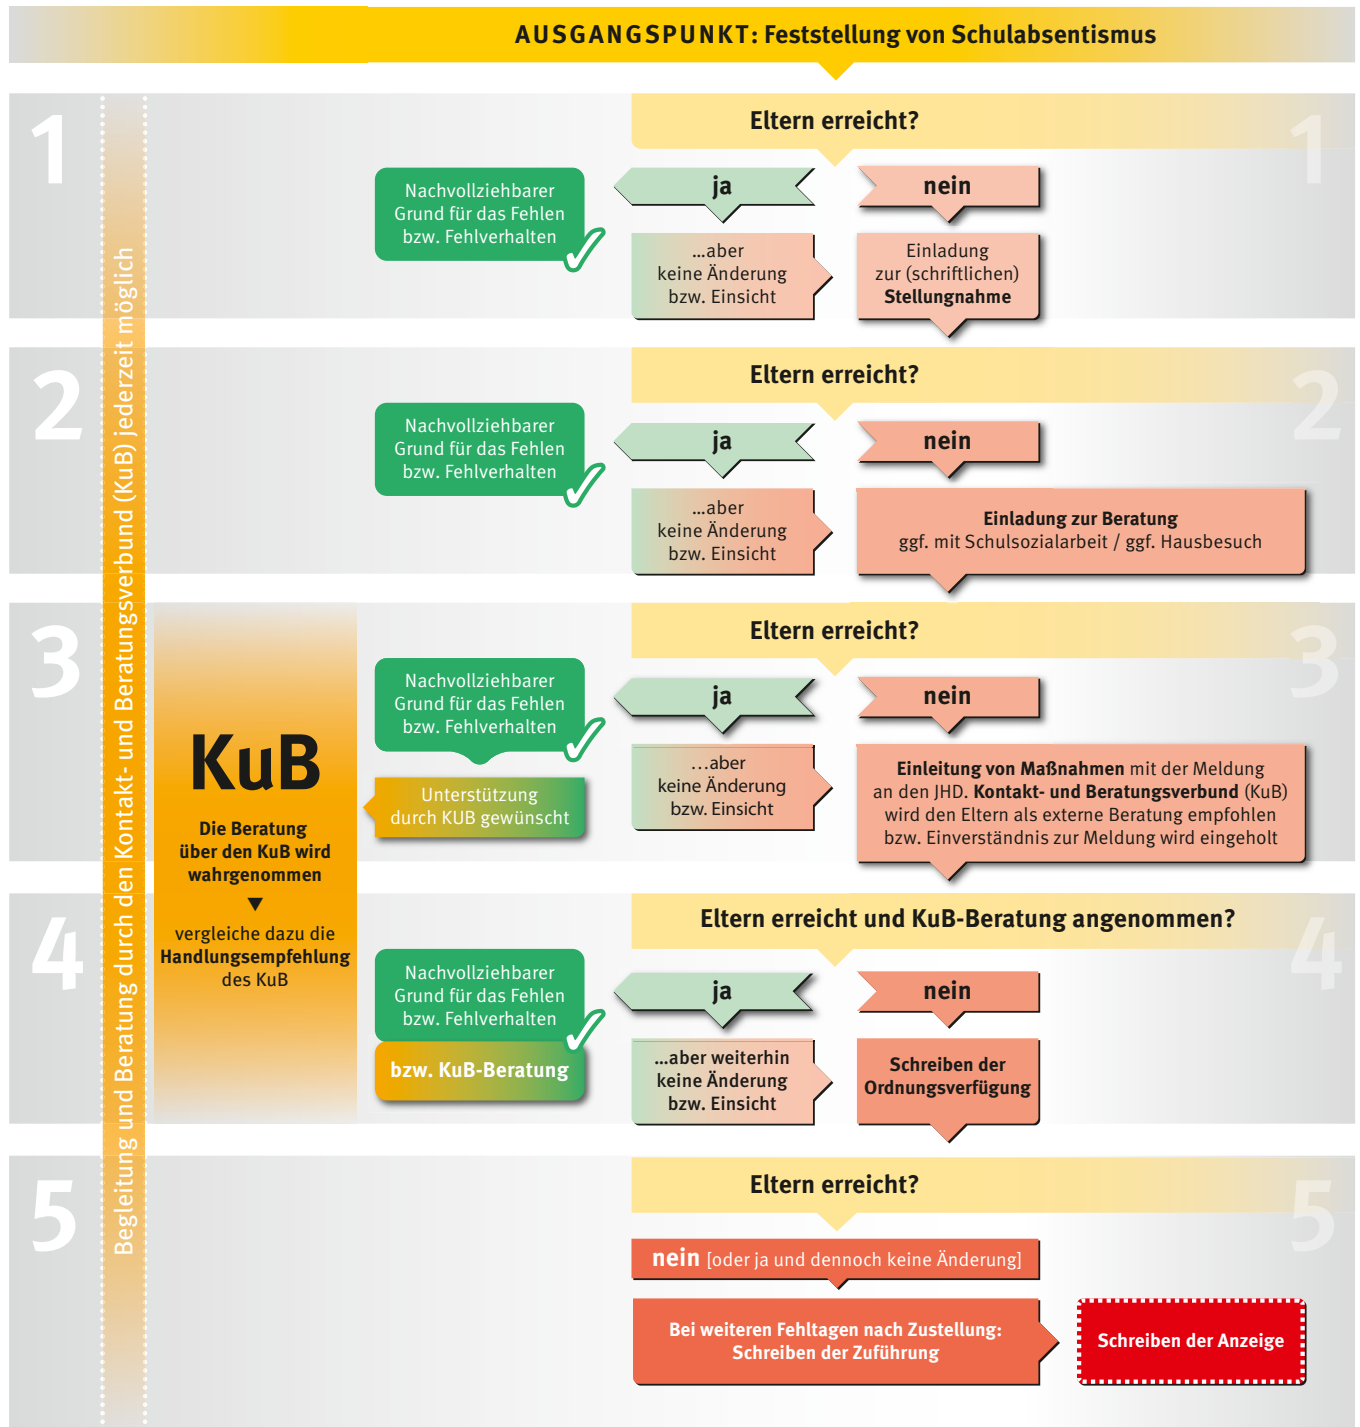 AUSGANGSPUNKT: Feststellung von Schulabsentismus
Begleitung und Beratung durch den Kontakt- und Beratungsverbund (KuB) jederzeit möglich
1
1
Eltern erreicht?
ja
nein
Nachvollziehbarer
Grund für das Fehlen
bzw. Fehlverhalten
...aber
keine Änderung
bzw. Einsicht
Einladung
zur (schriftlichen)
Stellungnahme
2
2
Eltern erreicht?
ja
nein
Nachvollziehbarer
Grund für das Fehlen
bzw. Fehlverhalten
...aber
keine Änderung
bzw. Einsicht
Einladung zur Beratung
ggf. mit Schulsozialarbeit / ggf. Hausbesuch
3
3
Eltern erreicht?
ja
nein
Nachvollziehbarer
Grund für das Fehlen
bzw. Fehlverhalten
Unterstützung
durch KUB gewünscht
...aber
keine Änderung
bzw. Einsicht
Einleitung von Maßnahmen mit der Meldung
an den JHD. Kontakt- und Beratungsverbund (KuB)
wird den Eltern als externe Beratung empfohlen
bzw. Einverständnis zur Meldung wird eingeholt
KuB
Die Beratung
über den KuB wird
wahrgenommen
▼
vergleiche dazu die
Handlungsempfehlung
des KuB
4
4
Eltern erreicht und KuB-Beratung angenommen?
ja
nein
Nachvollziehbarer
Grund für das Fehlen
bzw. Fehlverhalten
bzw. KuB-Beratung
...aber weiterhin
keine Änderung
bzw. Einsicht
Schreiben der
Ordnungsverfügung
5
5
Eltern erreicht?
nein [oder ja und dennoch keine Änderung]
Bei weiteren Fehltagen nach Zustellung:
Schreiben der Zuführung
Schreiben der Anzeige